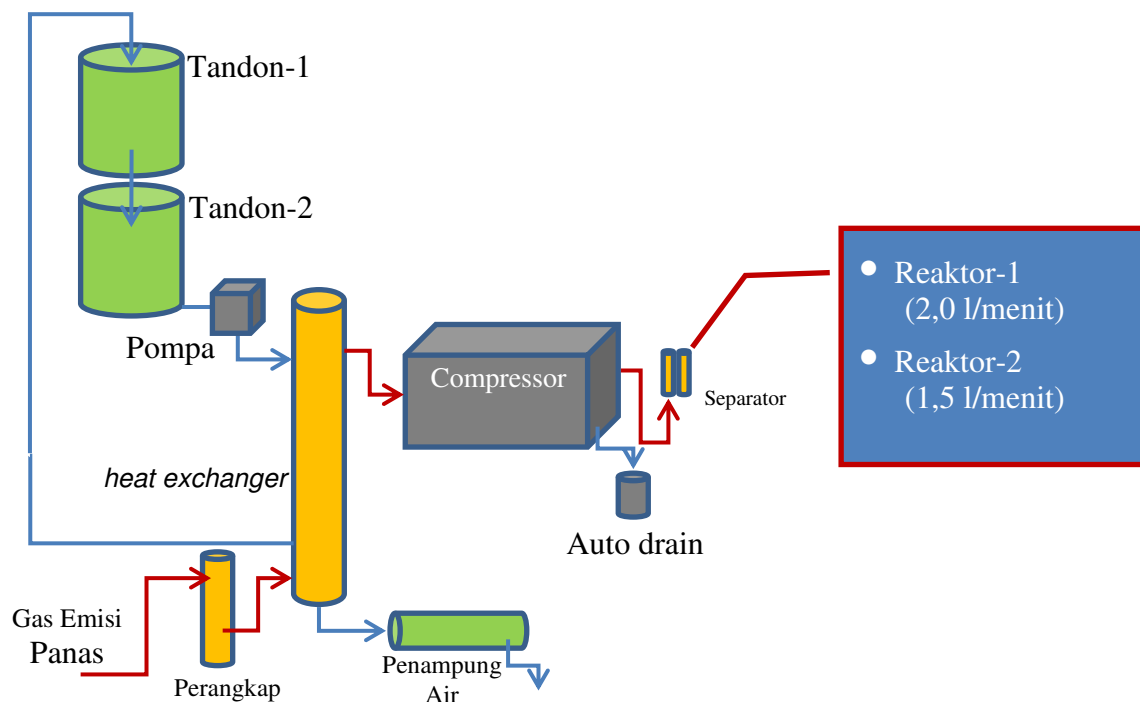 Tandon-1
Tandon-2
Pompa
heat exchanger
Compressor
Separator
Auto drain
Gas Emisi
Panas
Perangkap
Penampung
Air
● Reaktor-1
(2,0 l/menit)
● Reaktor-2
(1,5 l/menit)